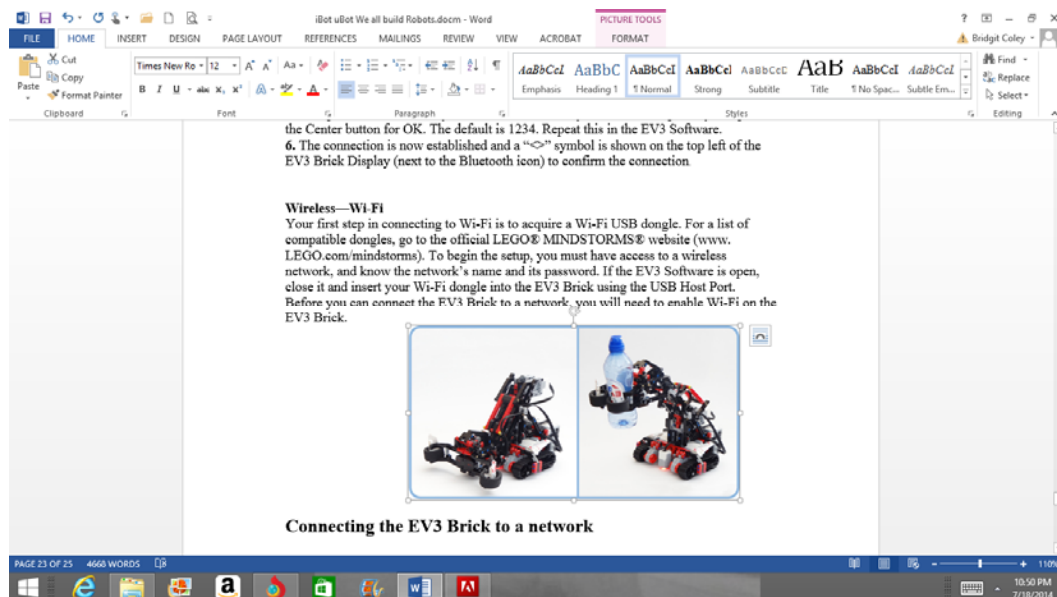 iBot uBot We all build Robots.docm - Word
PICTURE TOOLS
FILE HOME INSERT DESIGN PAGE LAYOUT REFERENCES MAILINGS REVIEW VIEW ACROBAT FORMAT
Bridgit Coley
Cut
Copy
Format Painter
Paste
Times New Ro 12
AaBbCcI AaBbC AaBbCcI AaBbCcl AaBbCcD AaB AaBbCcI AaBbCcI
Emphasis Heading 1 ¶ Normal Strong Subtitle Title ¶ No Spac... Subtle Em...
Find
Replace
Select
Clipboard Font Paragraph Styles Editing
the Center button for OK. The default is 1234. Repeat this in the EV3 Software.
6. The connection is now established and a “<>” symbol is shown on the top left of the
EV3 Brick Display (next to the Bluetooth icon) to confirm the connection
Wireless—Wi-Fi
Your first step in connecting to Wi-Fi is to acquire a Wi-Fi USB dongle. For a list of
compatible dongles, go to the official LEGO® MINDSTORMS® website (www.
LEGO.com/mindstorms). To begin the setup, you must have access to a wireless
network, and know the network’s name and its password. If the EV3 Software is open,
close it and insert your Wi-Fi dongle into the EV3 Brick using the USB Host Port.
Before you can connect the EV3 Brick to a network, you will need to enable Wi-Fi on the
EV3 Brick.
Connecting the EV3 Brick to a network
PAGE 23 OF 25 4668 WORDS
110%
10:50 PM
7/18/2014